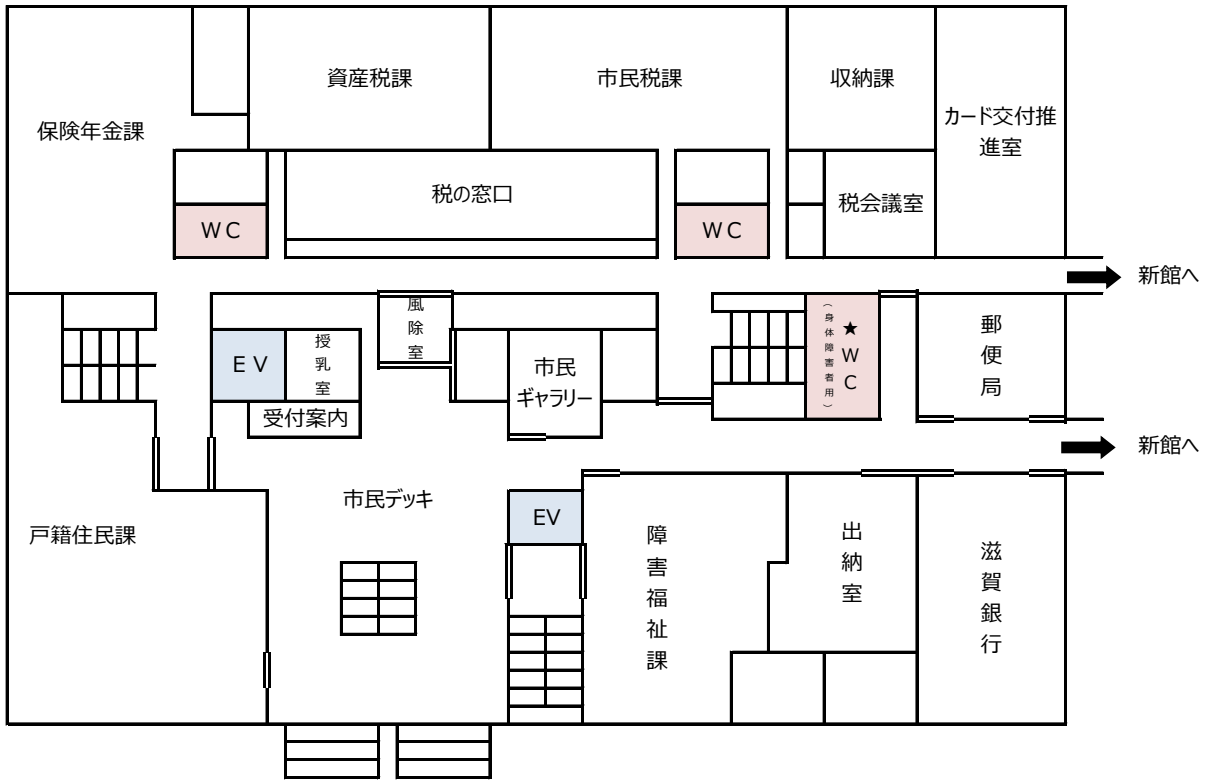 資産税課
市民税課
収納課
カード交付推
進室
保険年金課
税の窓口
税会議室
ＷＣ
ＷＣ
新館へ
風除室
★ＷＣ
（身体障害者用）
郵便局
ＥＶ
授乳室
市民
ギャラリー
受付案内
新館へ
市民デッキ
EV
戸籍住民課
障害福祉課
出納室
滋賀銀行